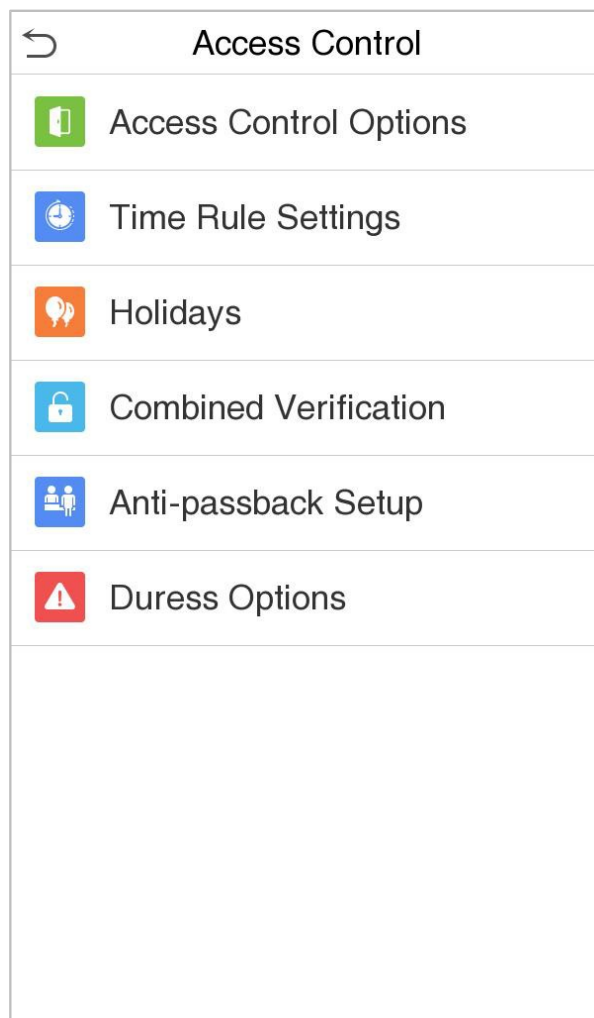 Access Control
Access Control Options
Time Rule Settings
Holidays
Combined Verification
Anti-passback Setup
Duress Options